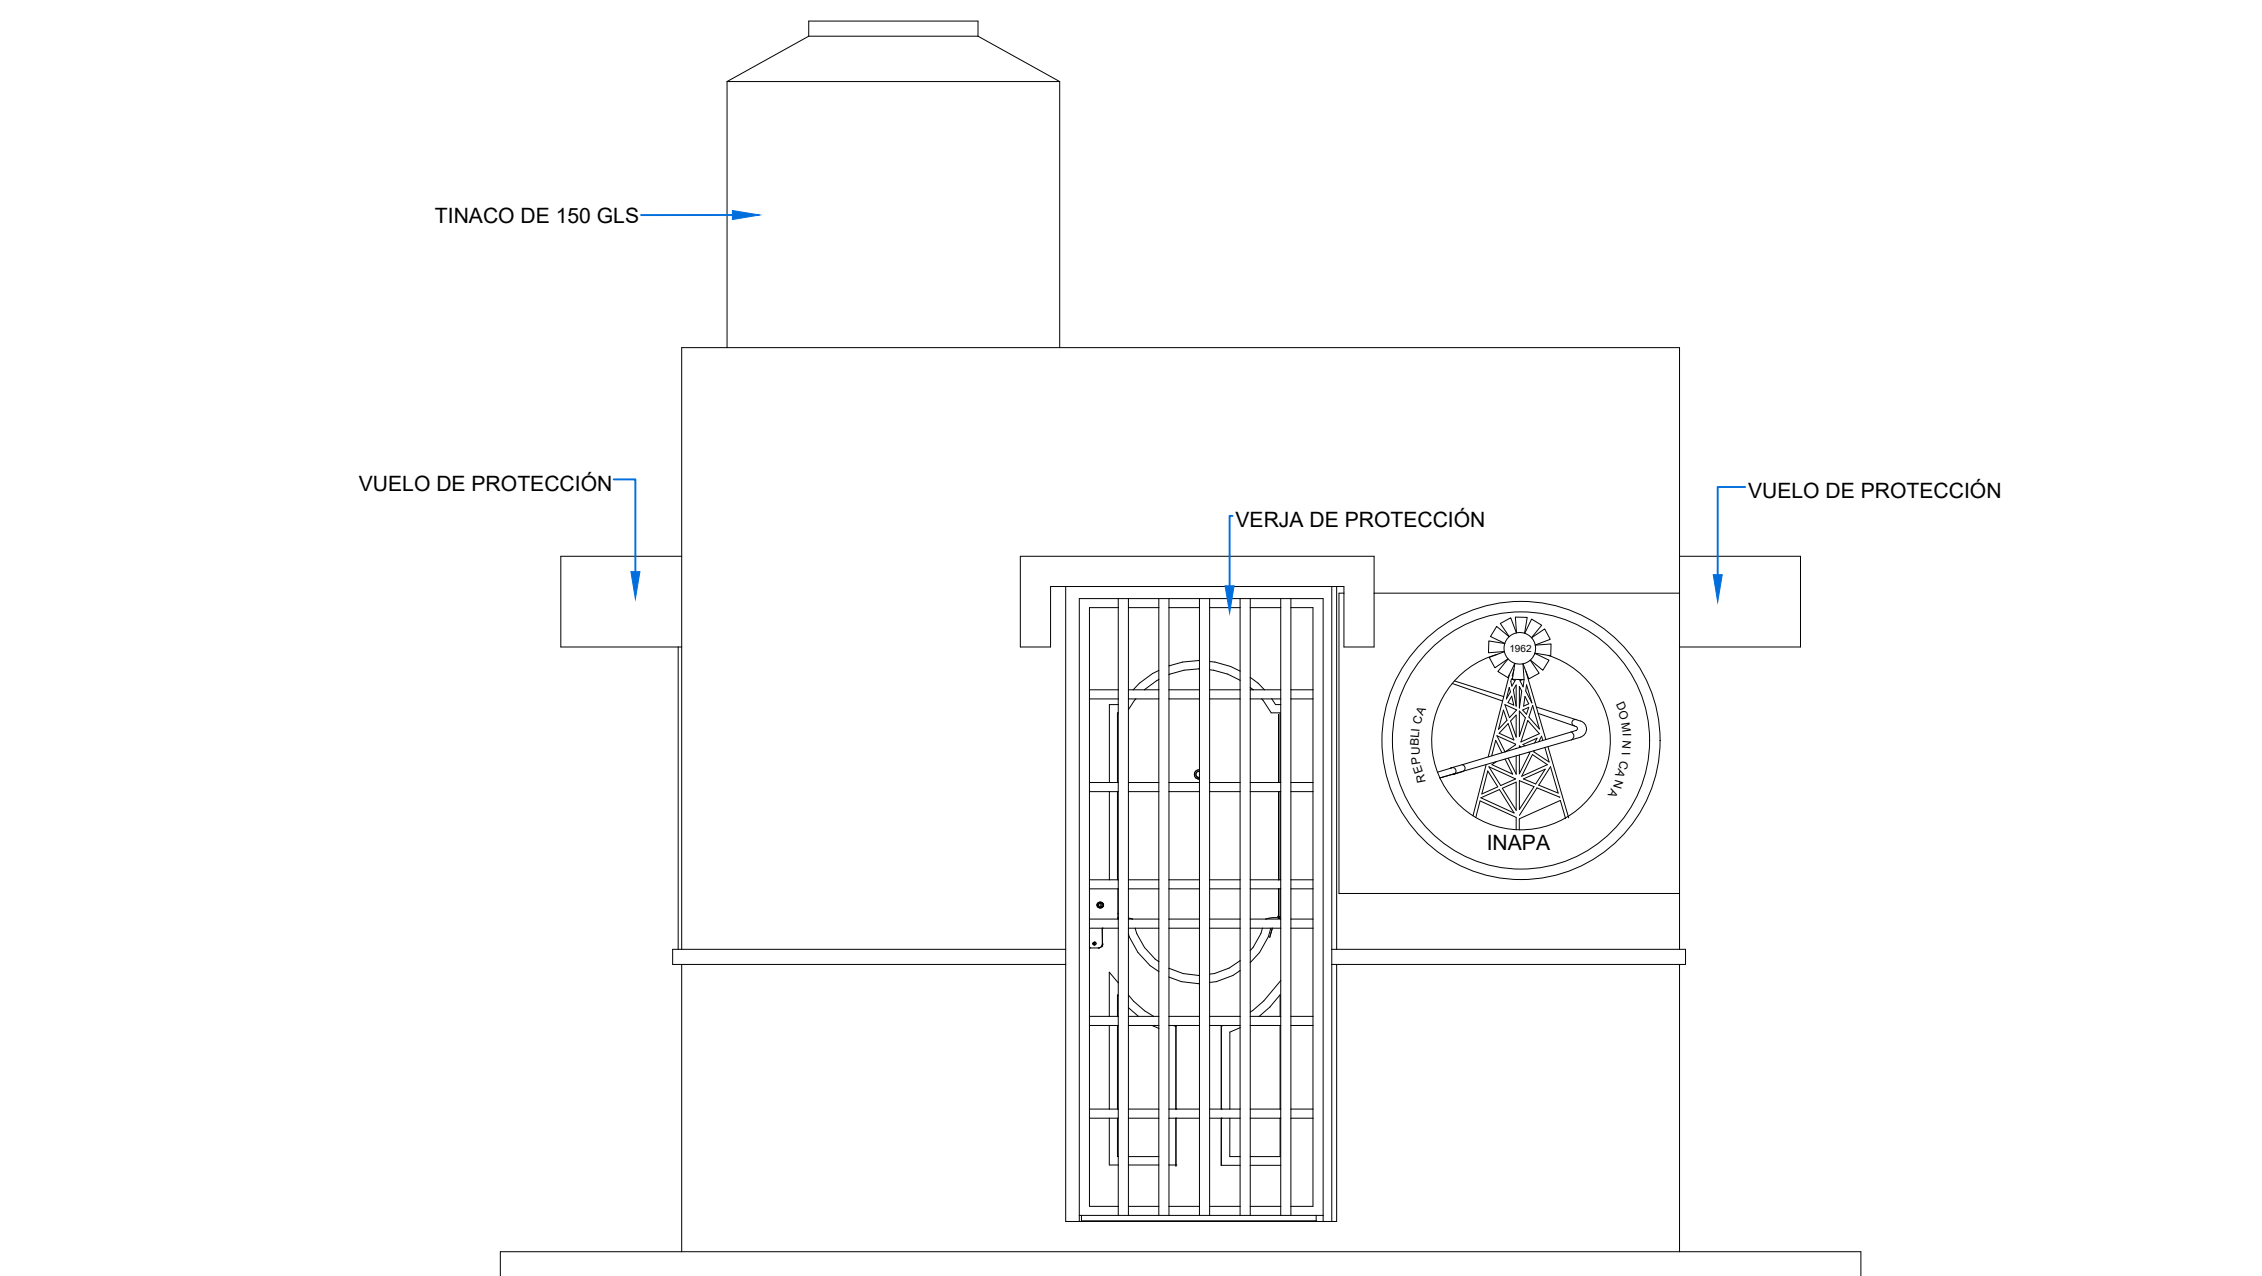 TINACO DE 150 GLS
VUELO DE PROTECCIÓN
VUELO DE PROTECCIÓN
VERJA DE PROTECCIÓN
1962
REPUBLICA
DOMINICANA
INAPA